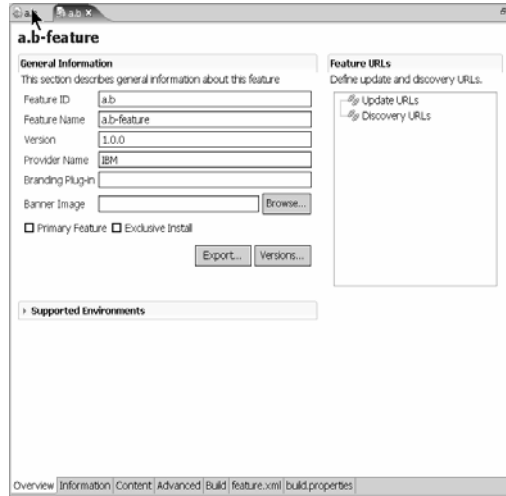 a.b
a.b-feature
General Information
This section describes general information about this feature
Feature ID
a.b
Feature Name
a.b-feature
Version
1.0.0
Provider Name
IBM
Branding Plug-in
Banner Image
Browse...
Primary Feature
Exclusive Install
Export...
Versions...
Supported Environments
Feature URLs
Define update and discovery URLs.
Update URLs
Discovery URLs
Overview
Information
Content
Advanced
Build
feature.xml
build.properties